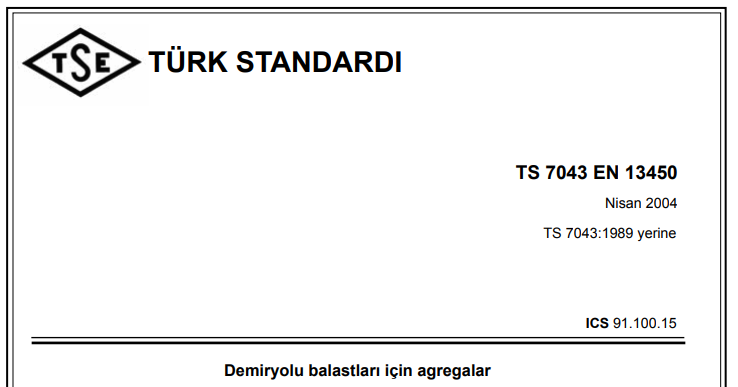 TSE
TÜRK STANDARDI
TS 7043 EN 13450
Nisan 2004
TS 7043:1989 yerine
ICS 91.100.15
Demiryolu balastları için agregalar